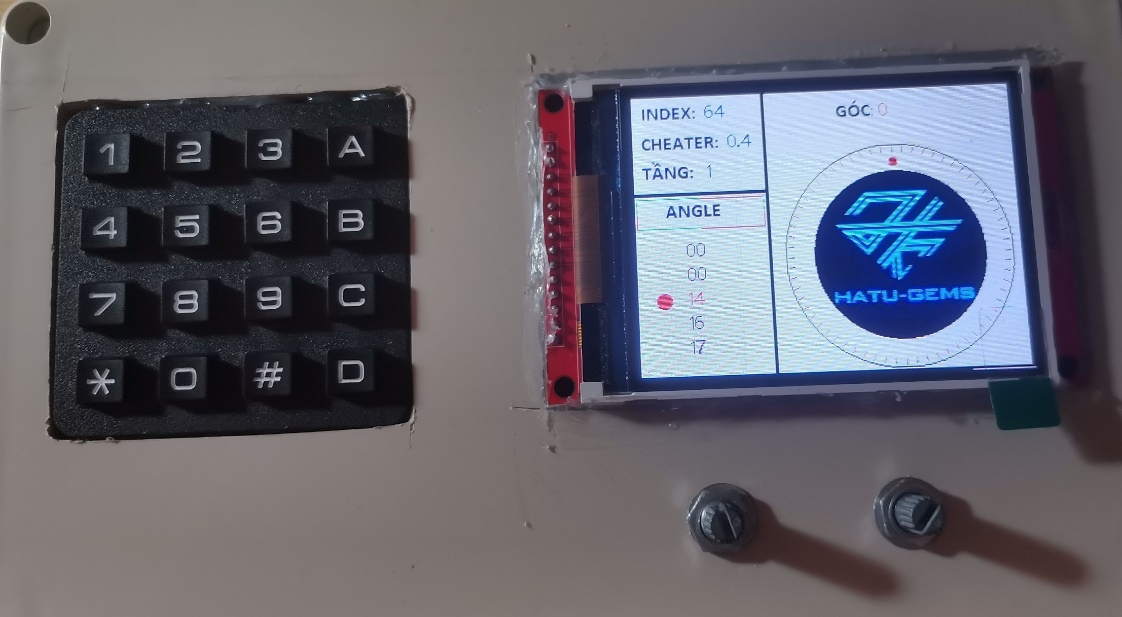 1 2 3 A
4 5 6 B
7 8 9 C
* 0 # D
INDEX: 64
CHEATER: 0.4
TẦNG: 1
ANGLE
00
00
14
16
17
GÓC: 0
HATU-GEMS